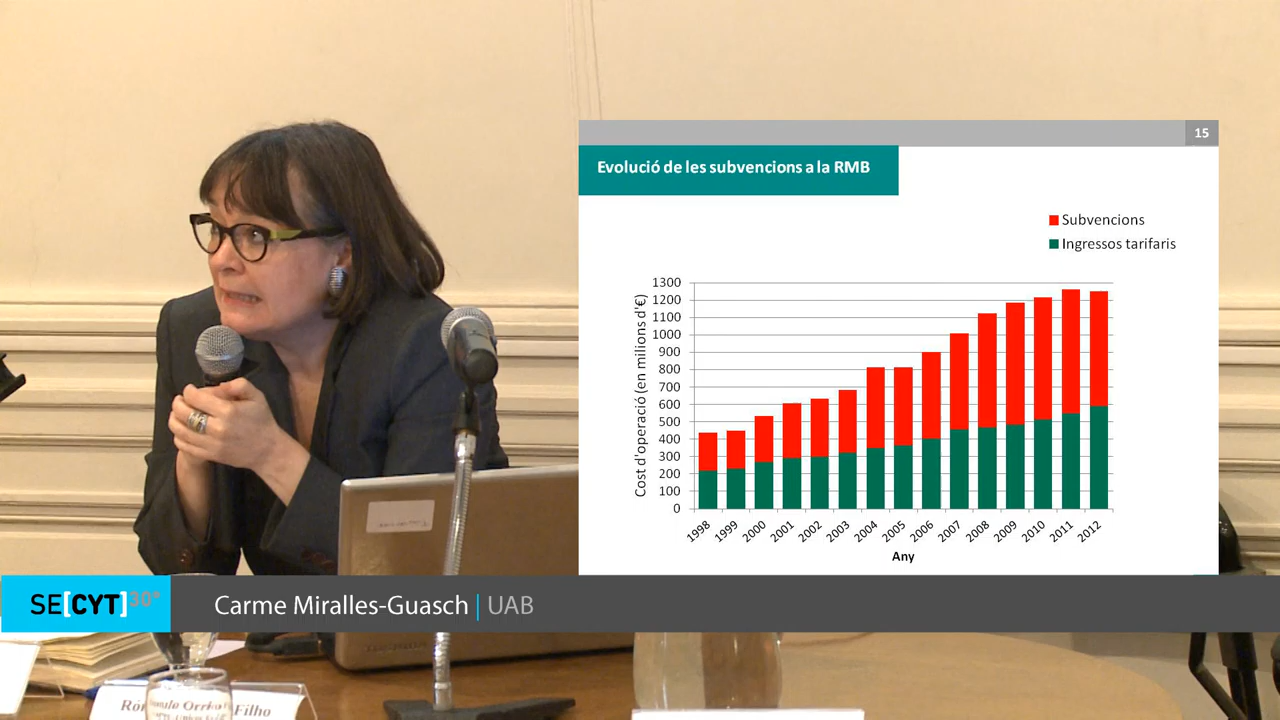 15
Evolució de les subvencions a la RMB
Subvencions
Ingressos tarifaris
Cost d'operació (en milions d'€)
1300
1200
1100
1000
900
800
700
600
500
400
300
200
100
0
1998 1999 2000 2001 2002 2003 2004 2005 2006 2007 2008 2009 2010 2011 2012
Any
SE[CYT]30º
Carme Miralles-Guasch | UAB
Filho